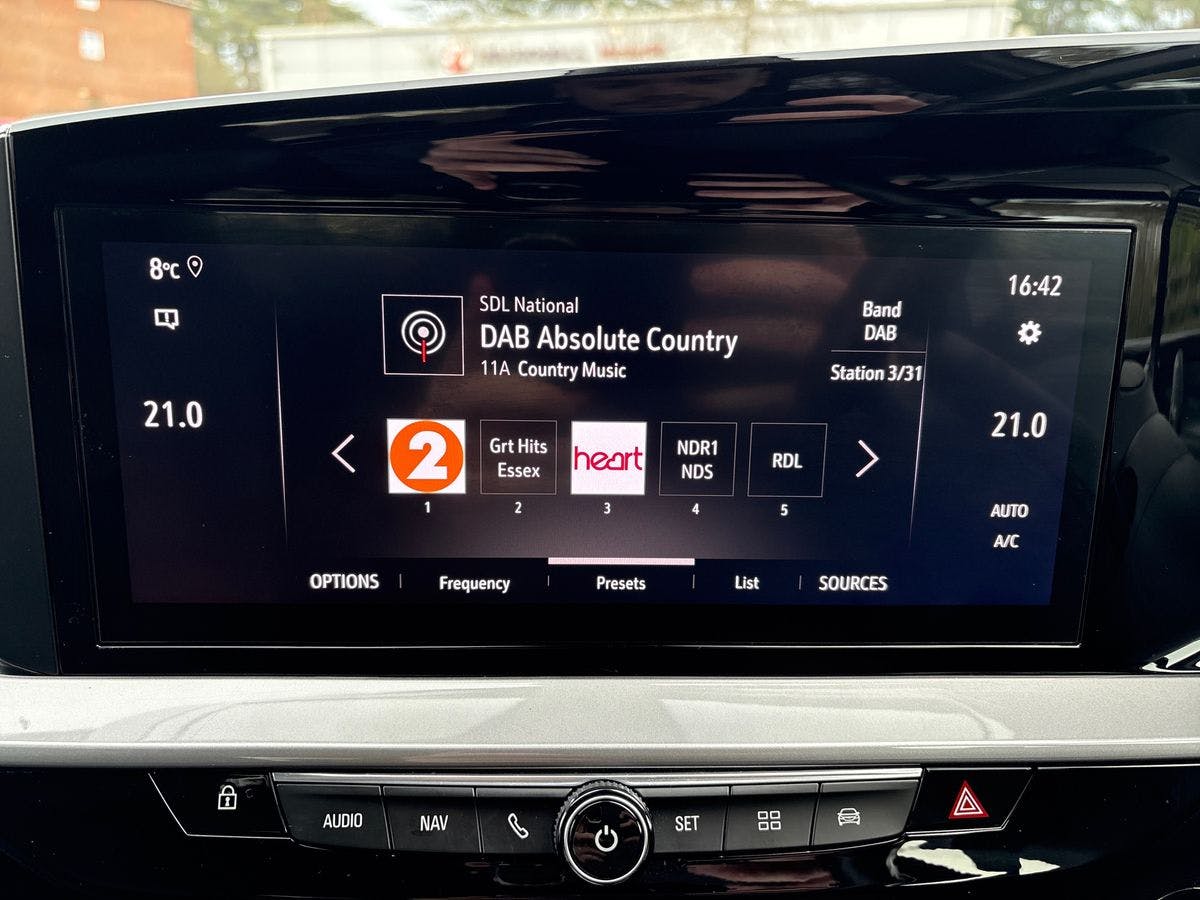 8°C
16:42
SDL National
DAB Absolute Country
11A Country Music
Band
DAB
Station 3/31
21.0
21.0
2
Grt Hits
Essex
heart
NDR1
NDS
RDL
1
2
3
4
5
AUTO
A/C
OPTIONS
Frequency
Presets
List
SOURCES
AUDIO
NAV
SET